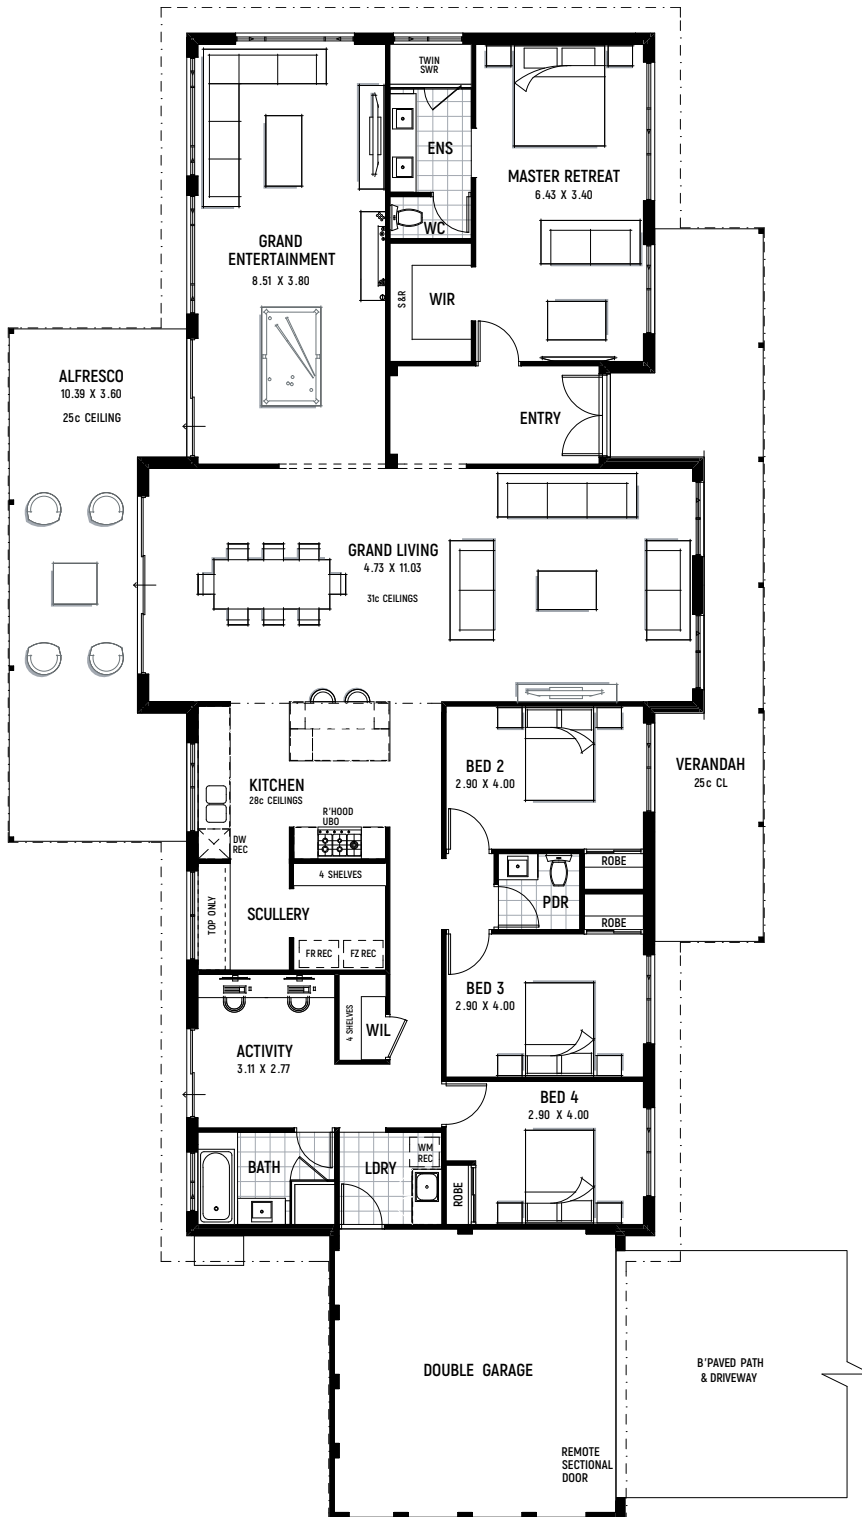 TWIN
SWR
ENS
MASTER RETREAT
6.43 X 3.40
WC
GRAND
ENTERTAINMENT
8.51 X 3.80
S &R
WIR
ALFRESCO
10.39 X 3.60
25c CEILING
ENTRY
GRAND LIVING
4.73 X 11.03
31c CEILINGS
KITCHEN
28c CEILINGS
BED 2
2.90 X 4.00
VERANDAH
25c CL
R'HOOD
UBO
DW
REC
ROBE
4 SHELVES
TOP ONLY
SCULLERY
PDR
ROBE
FR REC
FZ REC
BED 3
2.90 X 4.00
4 SHELVES
WIL
ACTIVITY
3.11 X 2.77
BED 4
2.90 X 4.00
BATH
LDRY
WM
REC
ROBE
DOUBLE GARAGE
B'PAVED PATH
& DRIVEWAY
REMOTE
SECTIONAL
DOOR